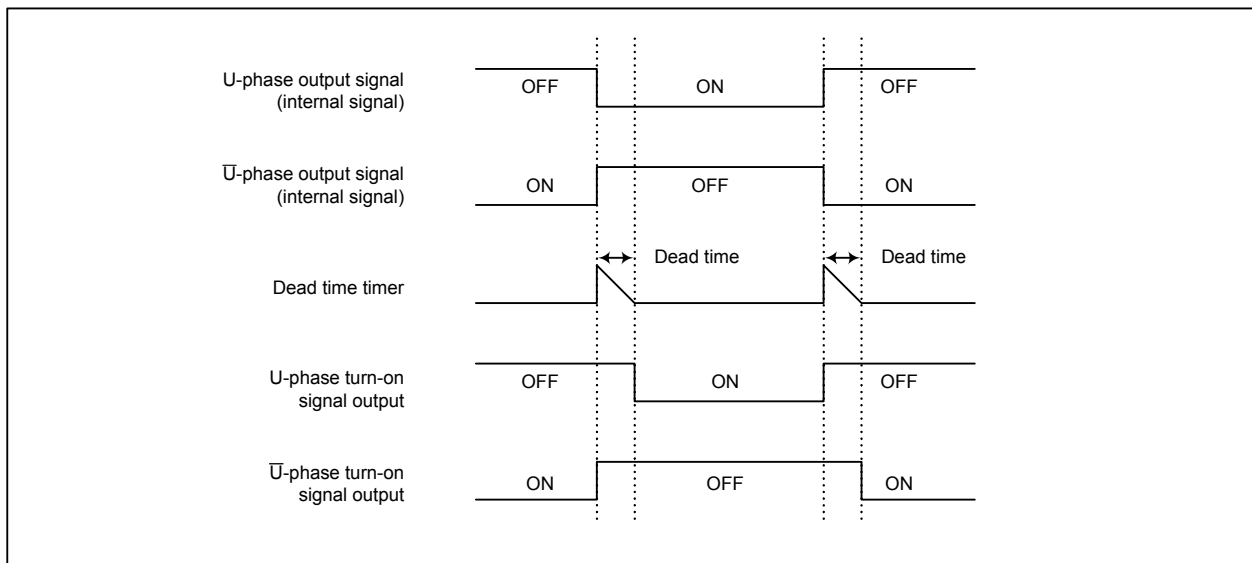 U-phase output signal
(internal signal)
OFF
ON
OFF
U̅-phase output signal
(internal signal)
ON
OFF
ON
Dead time
Dead time
Dead time timer
U-phase turn-on
signal output
OFF
ON
OFF
U̅-phase turn-on
signal output
ON
OFF
ON